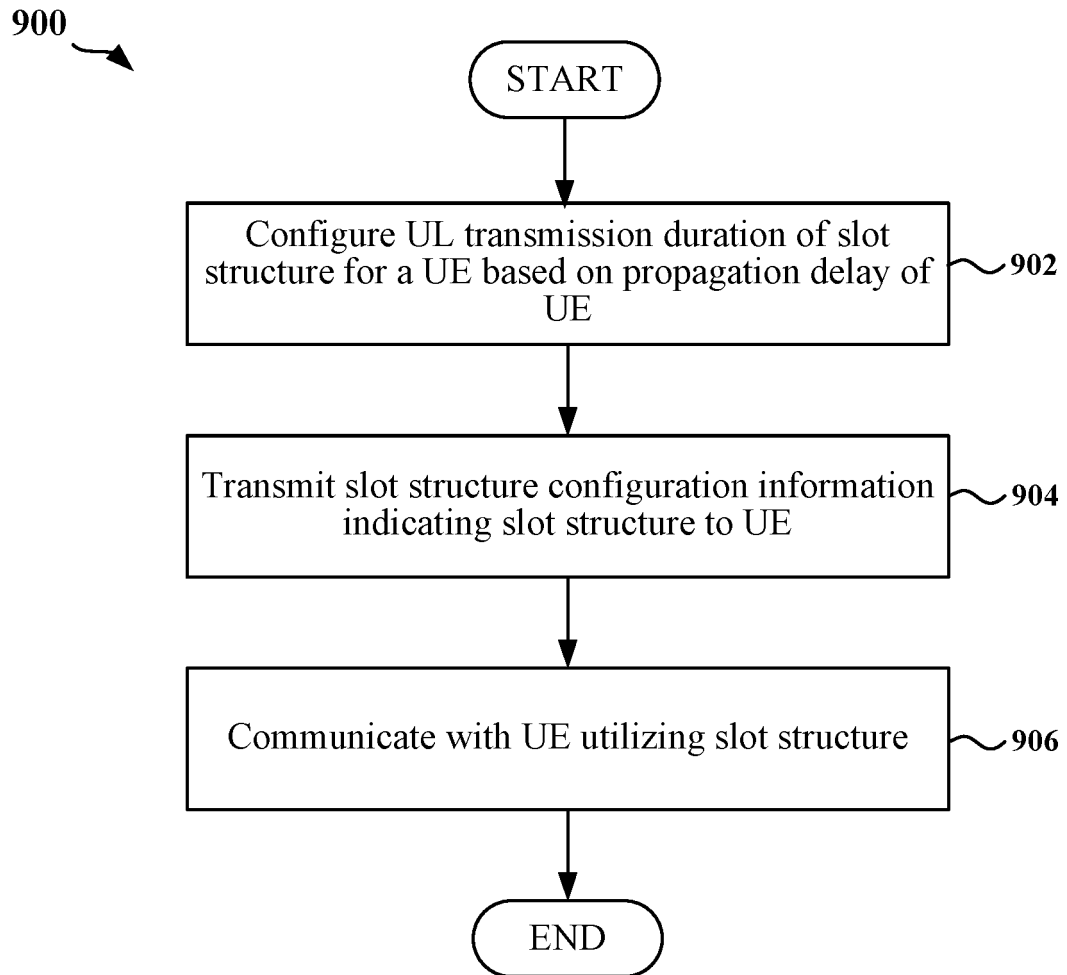 900
START
Configure UL transmission duration of slot
structure for a UE based on propagation delay of
UE
902
Transmit slot structure configuration information
indicating slot structure to UE
904
Communicate with UE utilizing slot structure
906
END